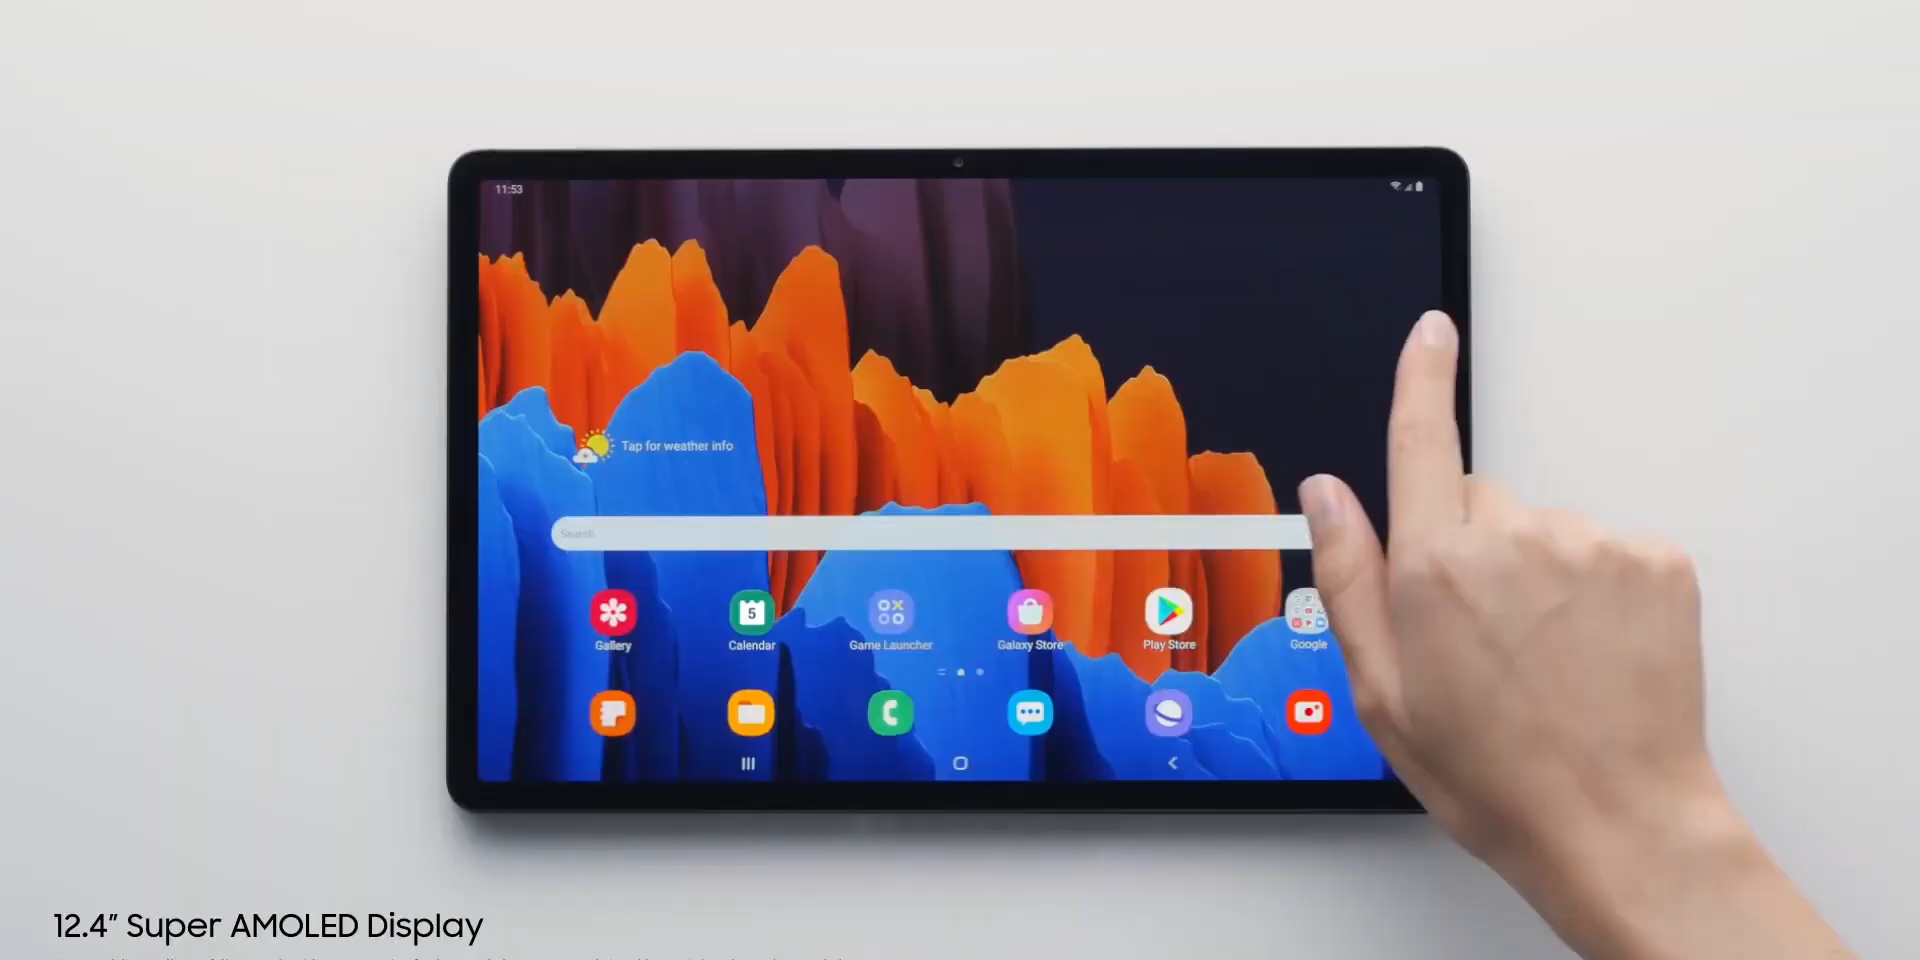 11:53
Tap for weather info
Search
5
Gallery
Calendar
Game Launcher
Galaxy Store
Play Store
Google
12.4” Super AMOLED Display